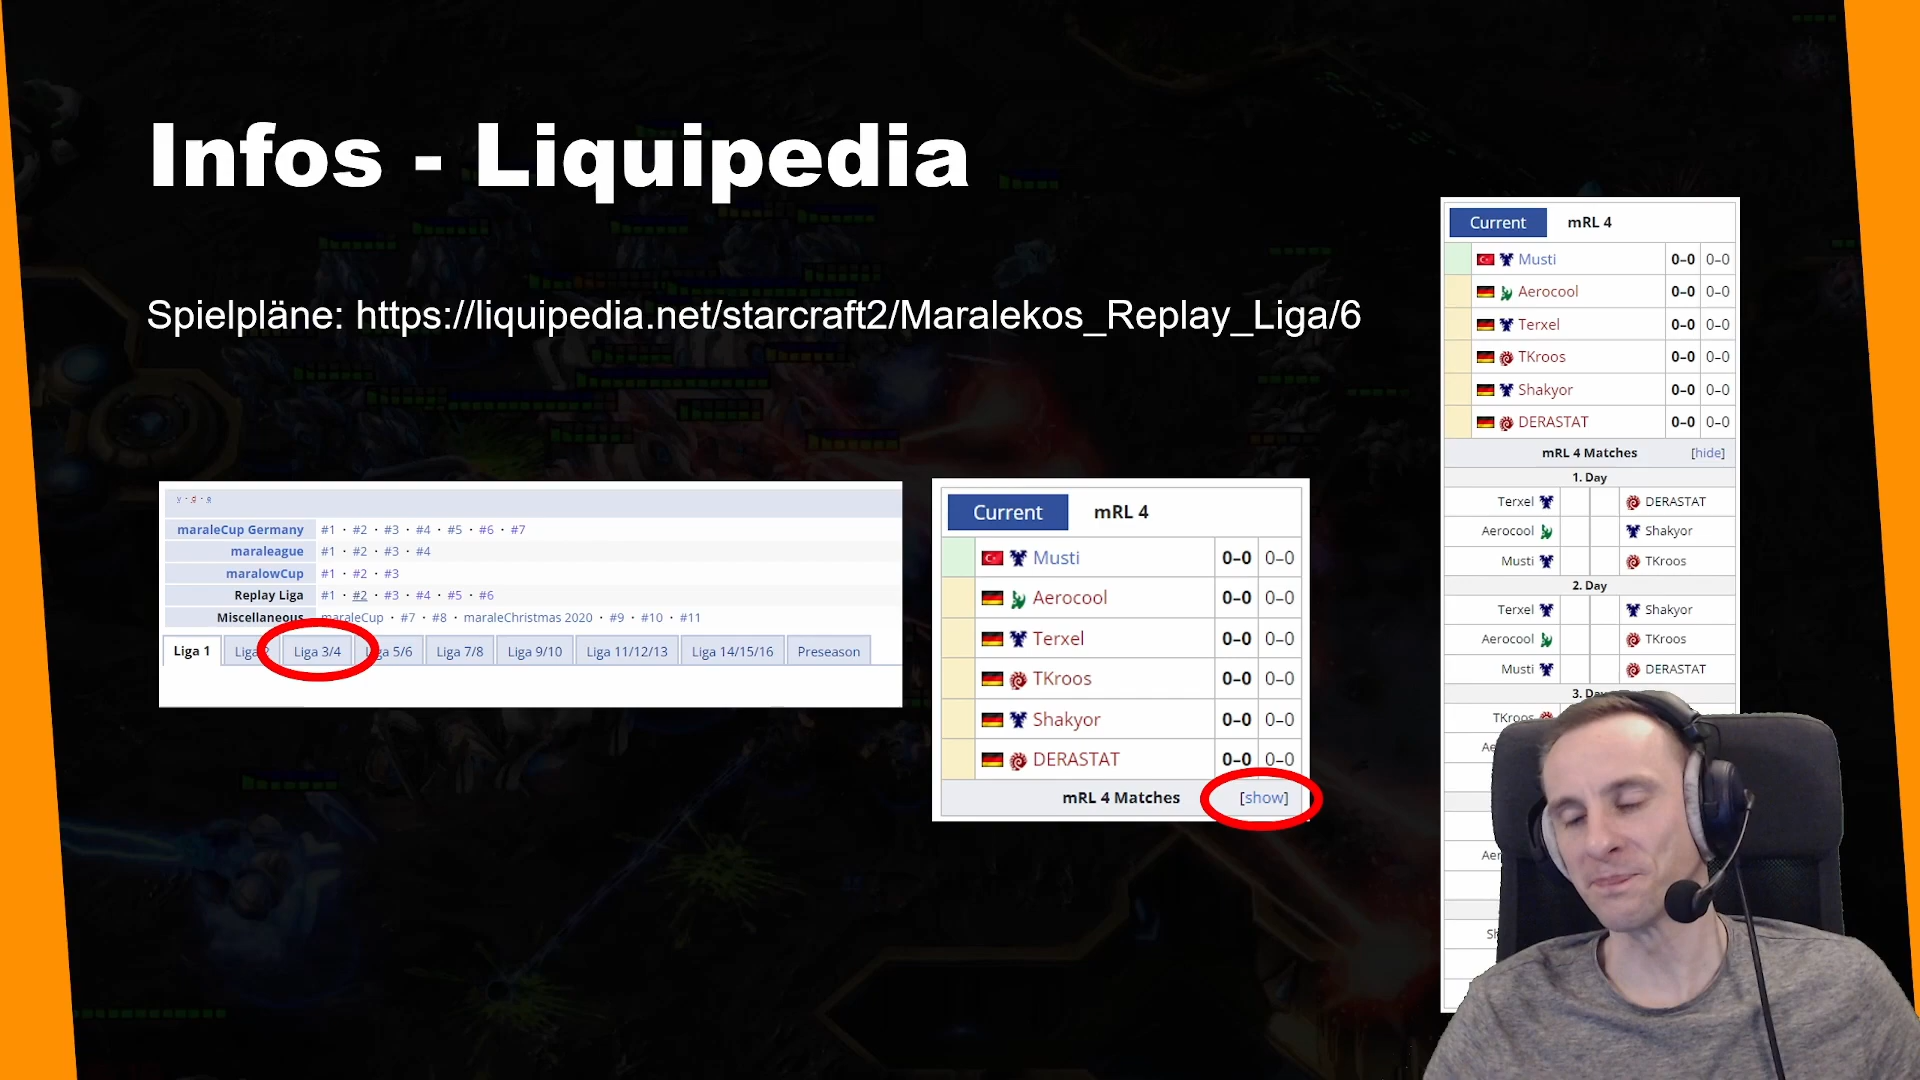 Infos - Liquipedia
Spielpläne: https://liquipedia.net/starcraft2/Maralekos_Replay_Liga/6
v · d · e
maraleCup Germany #1 · #2 · #3 · #4 · #5 · #6 · #7
maraleague #1 · #2 · #3 · #4
maralowCup #1 · #2 · #3
Replay Liga #1 · #2 · #3 · #4 · #5 · #6
Miscellaneous maraleCup · #7 · #8 · maraleChristmas 2020 · #9 · #10 · #11
Liga 1 Liga Liga 3/4 5/6 Liga 7/8 Liga 9/10 Liga 11/12/13 Liga 14/15/16 Preseason
Current mRL 4
Musti 0–0 0–0
Aerocool 0–0 0–0
Terxel 0–0 0–0
TKroos 0–0 0–0
Shakyor 0–0 0–0
DERASTAT 0–0 0–0
mRL 4 Matches [show]
Current mRL 4
Musti 0–0 0–0
Aerocool 0–0 0–0
Terxel 0–0 0–0
TKroos 0–0 0–0
Shakyor 0–0 0–0
DERASTAT 0–0 0–0
mRL 4 Matches [hide]
1. Day
Terxel DERASTAT
Aerocool Shakyor
Musti TKroos
2. Day
Terxel Shakyor
Aerocool TKroos
Musti DERASTAT
3. Day
TKroos